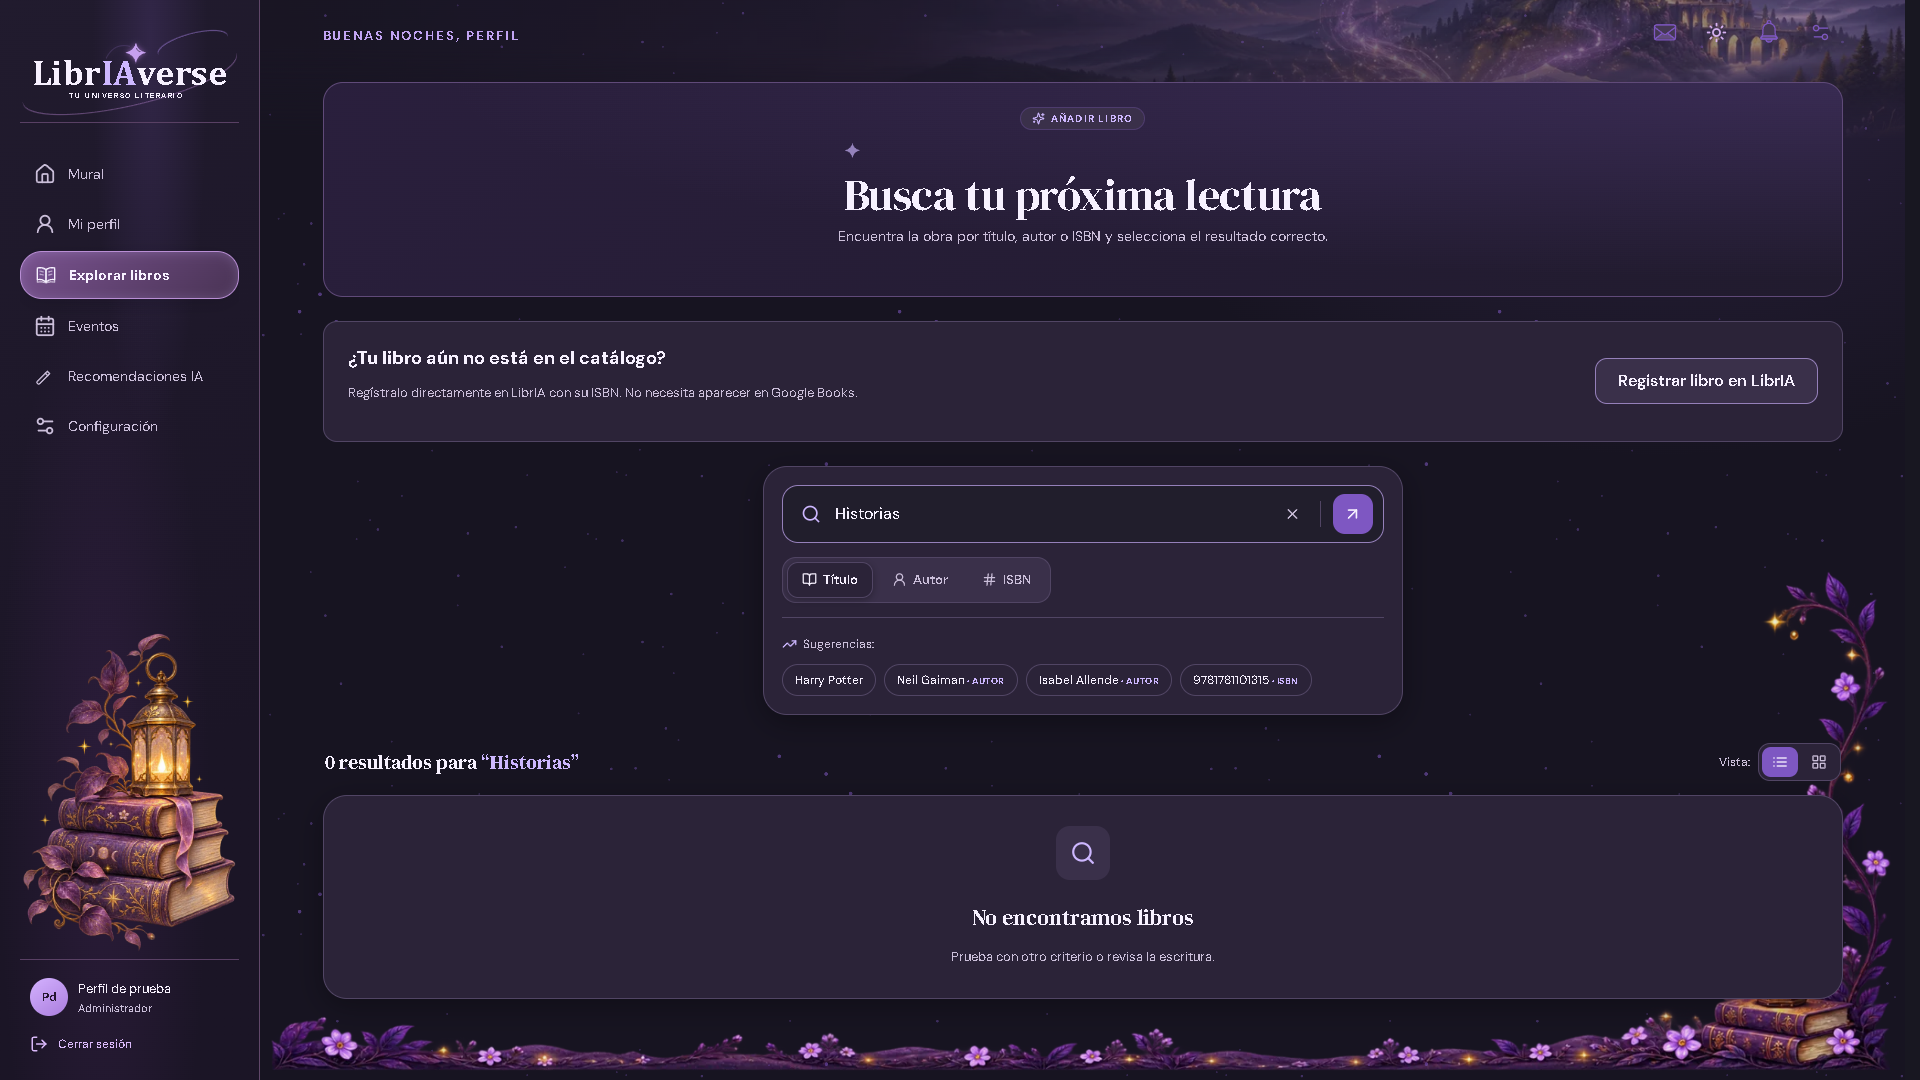 LibrIAverse
TU UNIVERSO LITERARIO
Mural
Mi perfil
Explorar libros
Eventos
Recomendaciones IA
Configuración
Pd
Perfil de prueba
Administrador
Cerrar sesión
BUENAS NOCHES, PERFIL
AÑADIR LIBRO
Busca tu próxima lectura
Encuentra la obra por título, autor o ISBN y selecciona el resultado correcto.
¿Tu libro aún no está en el catálogo?
Regístralo directamente en LibrIA con su ISBN. No necesita aparecer en Google Books.
Registrar libro en LibrIA
Historias
Título
Autor
ISBN
Sugerencias:
Harry Potter
Neil Gaiman · AUTOR
Isabel Allende · AUTOR
9781781101315 · ISBN
0 resultados para “Historias”
Vista:
No encontramos libros
Prueba con otro criterio o revisa la escritura.